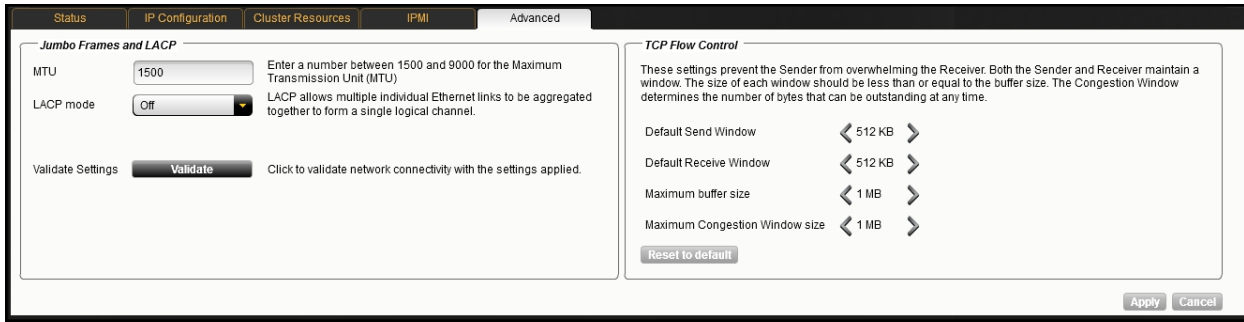 Status IP Configuration Cluster Resources IPMI Advanced
Jumbo Frames and LACP
MTU 1500 Enter a number between 1500 and 9000 for the Maximum
Transmission Unit (MTU)
LACP mode Off LACP allows multiple individual Ethernet links to be aggregated
together to form a single logical channel.
Validate Settings Validate Click to validate network connectivity with the settings applied.
TCP Flow Control
These settings prevent the Sender from overwhelming the Receiver. Both the Sender and Receiver maintain a
window. The size of each window should be less than or equal to the buffer size. The Congestion Window
determines the number of bytes that can be outstanding at any time.
Default Send Window 512 KB
Default Receive Window 512 KB
Maximum buffer size 1 MB
Maximum Congestion Window size 1 MB
Reset to default
Apply Cancel